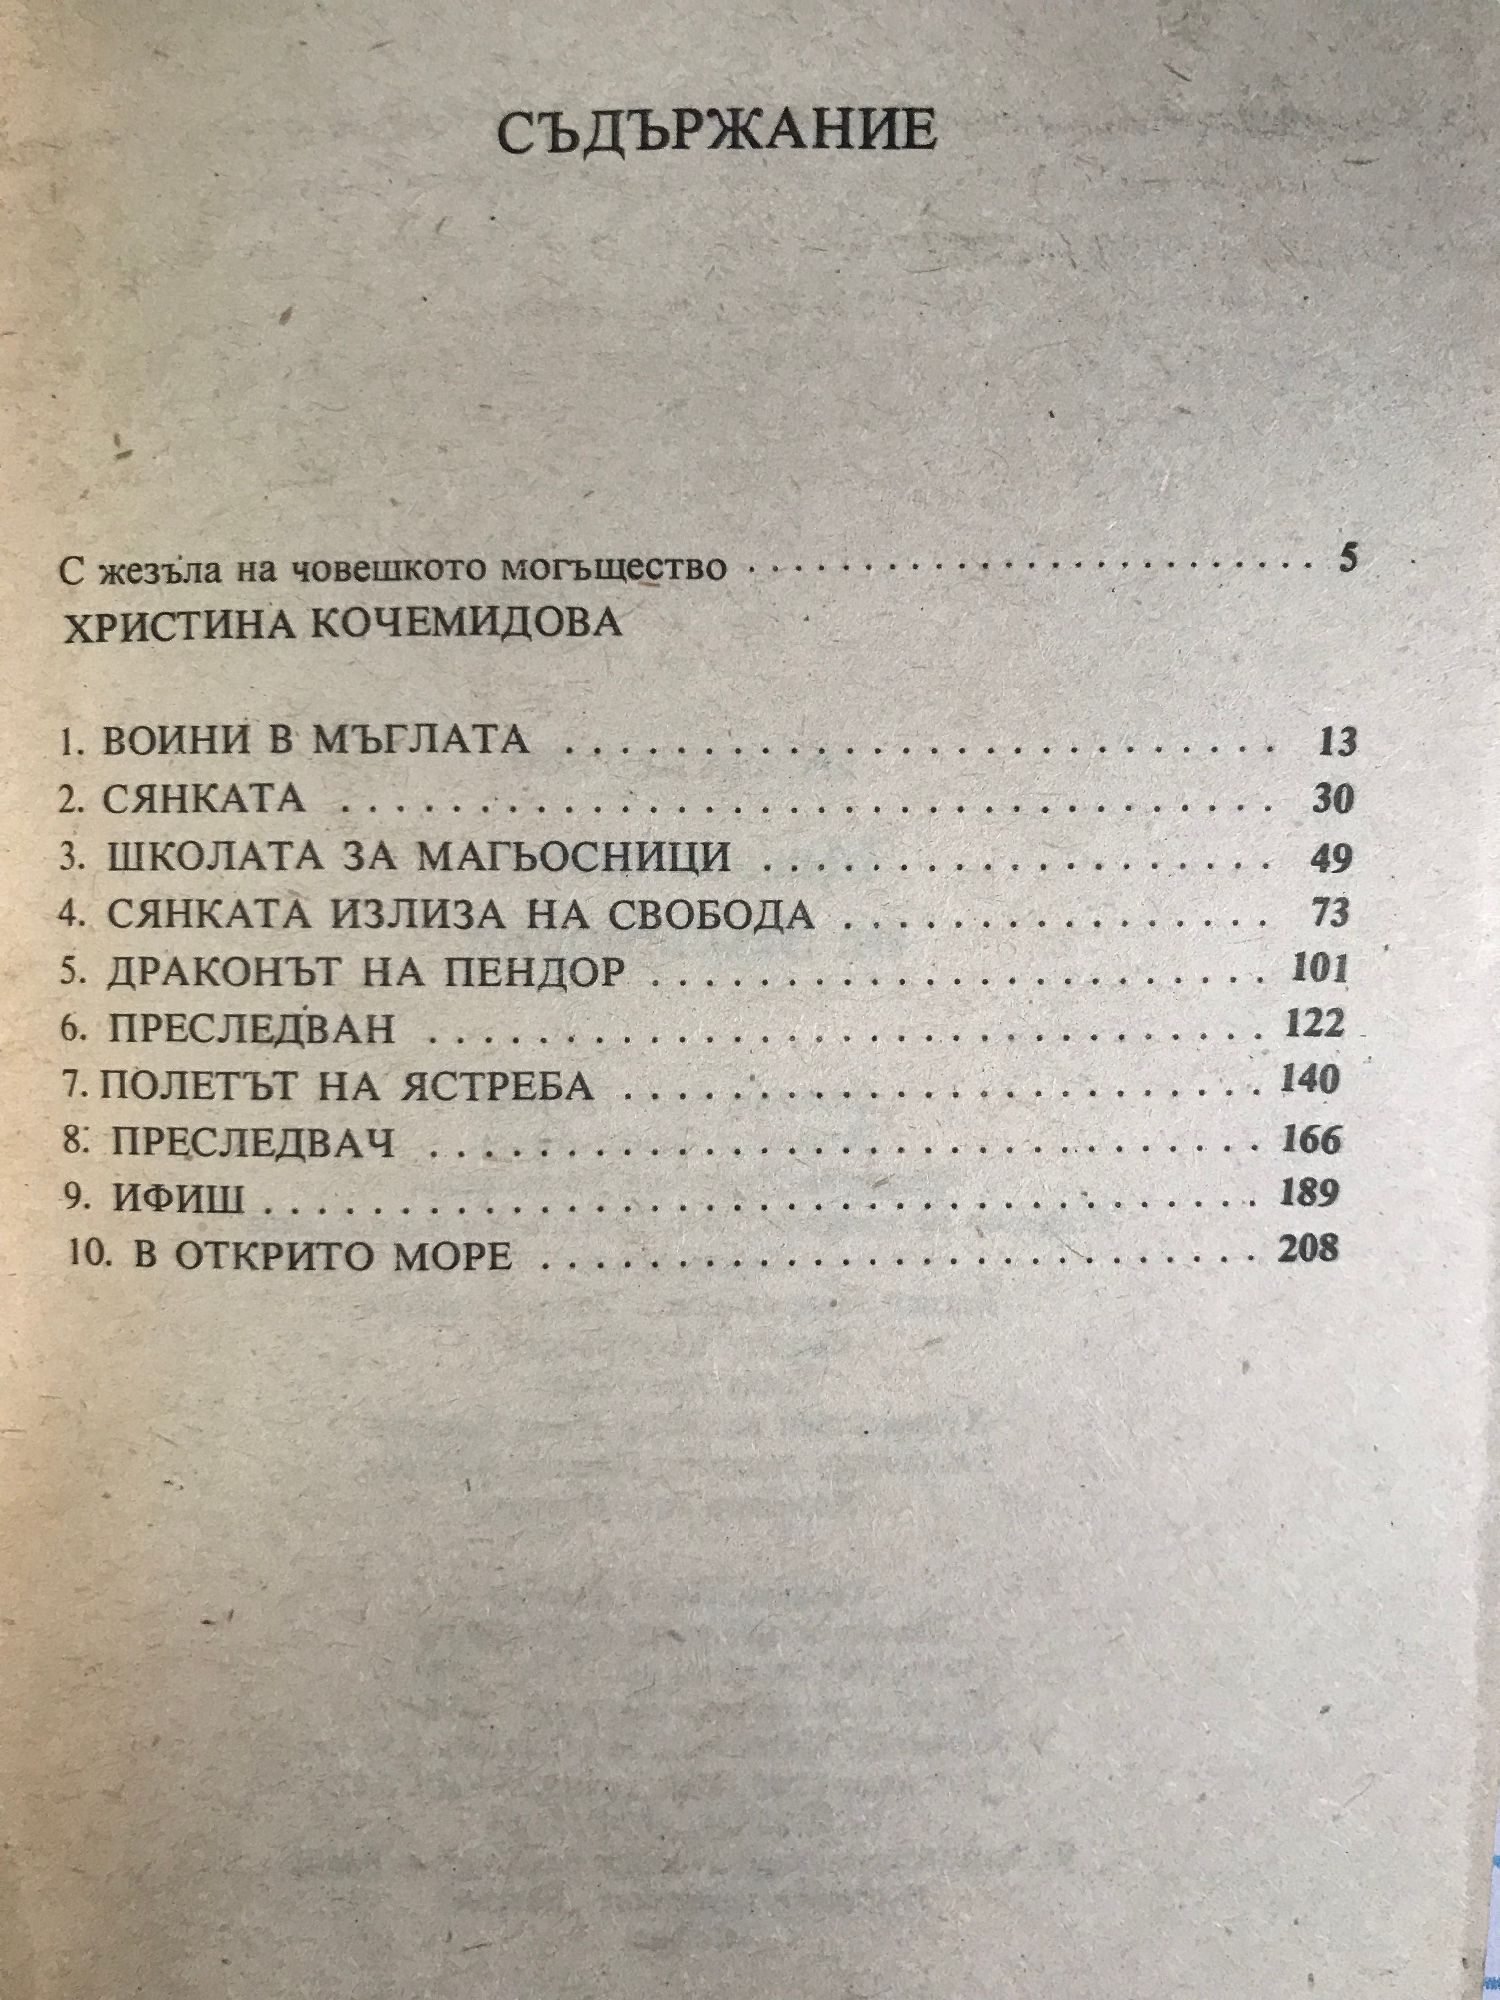 СЪДЪРЖАНИЕ
С жезъла на човешкото могъщество . . . . . . . . . . . . . . . . . . . . . . . . . 5
ХРИСТИНА КОЧЕМИДОВА
1. ВОИНИ В МЪГЛАТА . . . . . . . . . . . . . . . . . . . . . . . . . . 13
2. СЯНКАТА . . . . . . . . . . . . . . . . . . . . . . . . . . . . . . . . . . 30
3. ШКОЛАТА ЗА МАГЬОСНИЦИ . . . . . . . . . . . . . . . . . . . 49
4. СЯНКАТА ИЗЛИЗА НА СВОБОДА . . . . . . . . . . . . . . . . 73
5. ДРАКОНЪТ НА ПЕНДОР . . . . . . . . . . . . . . . . . . . . . . . 101
6. ПРЕСЛЕДВАН . . . . . . . . . . . . . . . . . . . . . . . . . . . . . . . 122
7. ПОЛЕТЪТ НА ЯСТРЕБА . . . . . . . . . . . . . . . . . . . . . . . . 140
8. ПРЕСЛЕДВАЧ . . . . . . . . . . . . . . . . . . . . . . . . . . . . . . . 166
9. ИФИШ . . . . . . . . . . . . . . . . . . . . . . . . . . . . . . . . . . . . . 189
10. В ОТКРИТО МОРЕ . . . . . . . . . . . . . . . . . . . . . . . . . . . 208